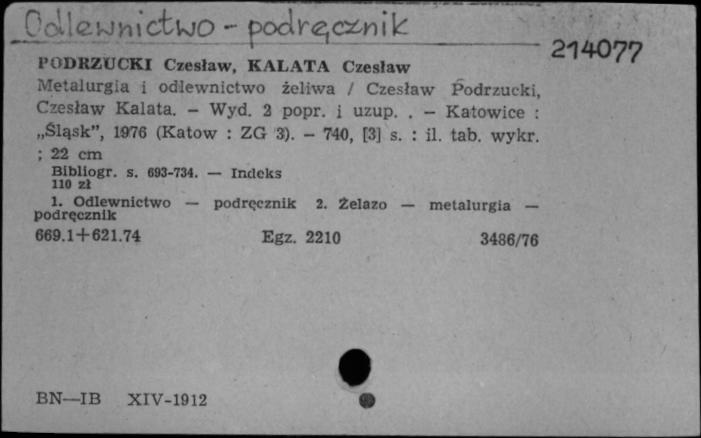 Odlewnictwo - podręcznik
214077
PODRZUCKI Czesław, KALATA Czesław
Metalurgia i odlewnictwo żeliwa / Czesław Podrzucki,
Czesław Kalata. – Wyd. 2 popr. i uzup. . – Katowice :
„Śląsk”, 1976 (Katow : ZG 3). – 740, [3] s. : il. tab. wykr.
; 22 cm
Bibliogr. s. 693-734. — Indeks
110 zł
1. Odlewnictwo — podręcznik 2. Żelazo — metalurgia —
podręcznik
669.1+621.74 Egz. 2210 3486/76
BN—IB XIV-1912